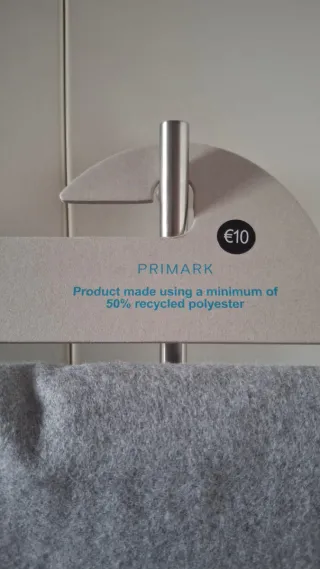 €10
PRIMARK
Product made using a minimum of
50% recycled polyester